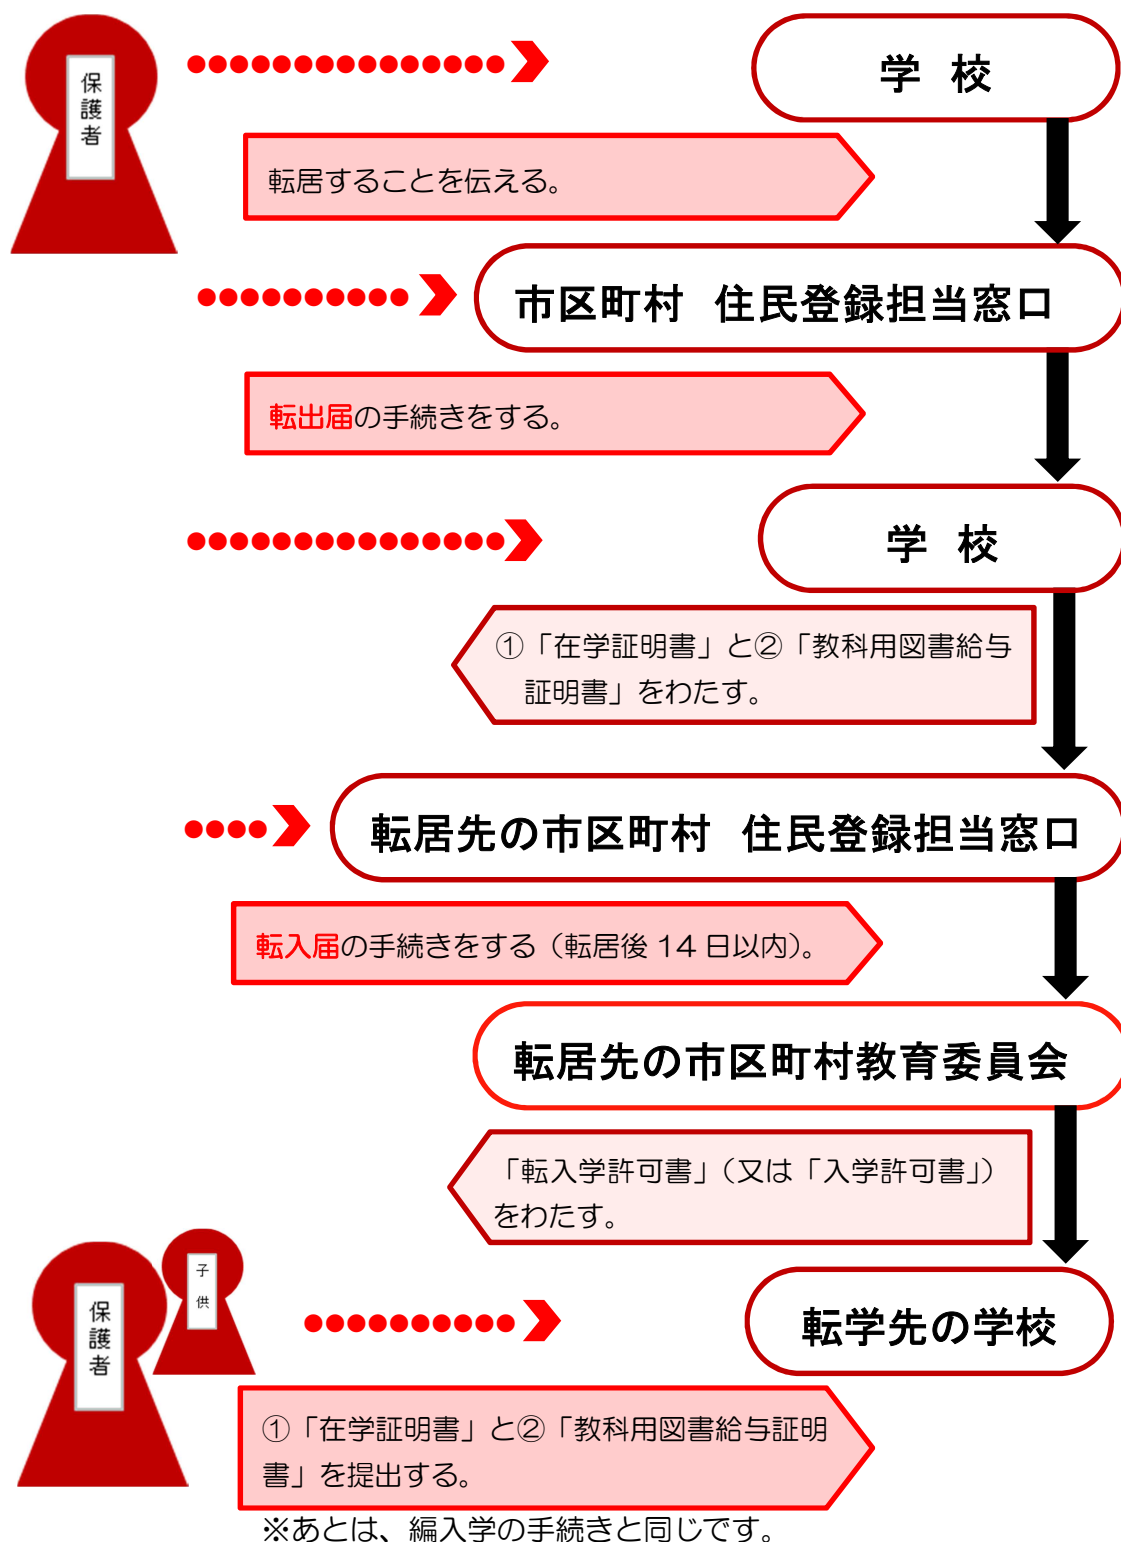 保護者
学 校
転居することを伝える。
市区町村 住民登録担当窓口
転出届の手続きをする。
学 校
①「在学証明書」と②「教科用図書給与
証明書」をわたす。
転居先の市区町村 住民登録担当窓口
転入届の手続きをする(転居後 14 日以内)。
転居先の市区町村教育委員会
「転入学許可書」(又は「入学許可書」)
をわたす。
子供
保護者
転学先の学校
①「在学証明書」と②「教科用図書給与証明
書」を提出する。
※あとは、編入学の手続きと同じです。